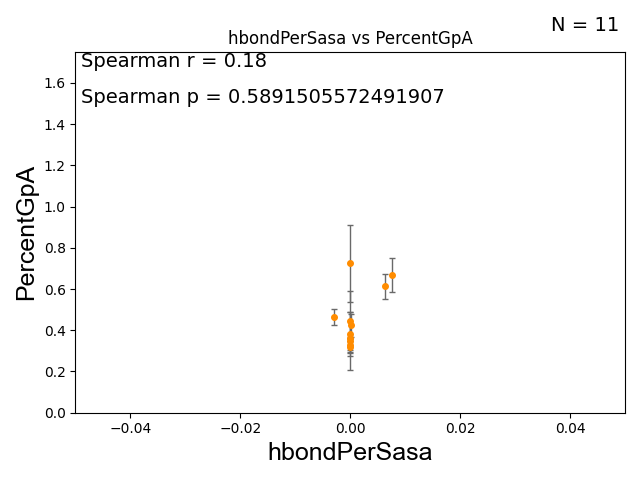 N = 11
hbondPerSasa vs PercentGpA
Spearman r = 0.18
Spearman p = 0.5891505572491907
PercentGpA
1.6
1.4
1.2
1.0
0.8
0.6
0.4
0.2
0.0
−0.04 −0.02 0.00 0.02 0.04
hbondPerSasa